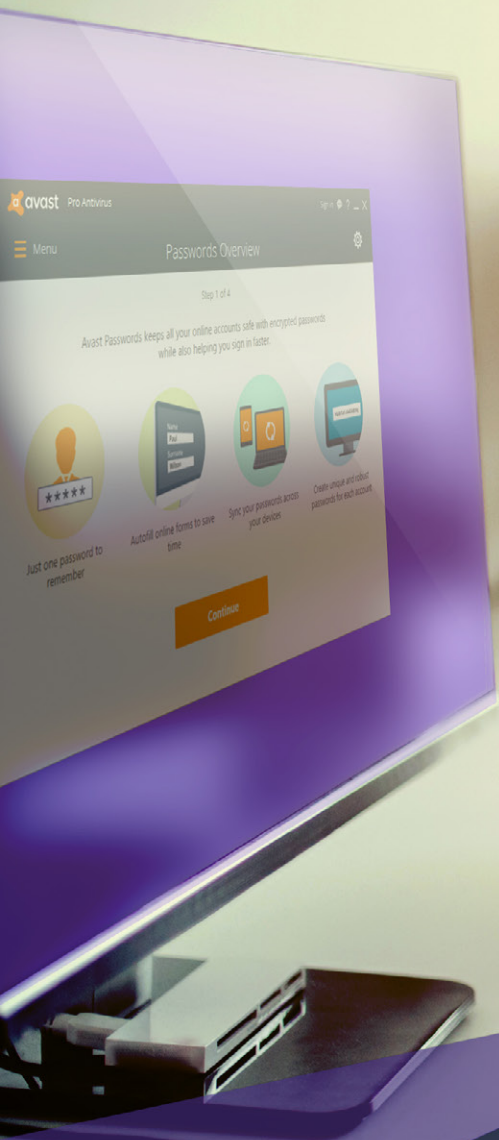 avast Pro Antivirus
Sign in ? _ X
Menu
Passwords Overview
Step 1 of 4
Avast Passwords keeps all your online accounts safe with encrypted passwords
while also helping you sign in faster.
*****
Just one password to
remember
Name
Paul
Surname
Wilson
Autofill online forms to save
time
Sync your passwords across
your devices
Create unique and robust
passwords for each account
Continue